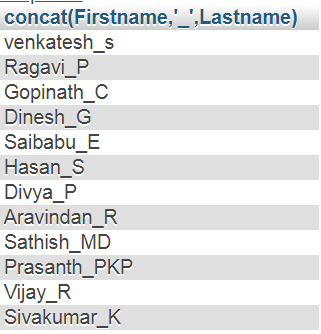 concat(Firstname,'_',Lastname)
venkatesh_s
Ragavi_P
Gopinath_C
Dinesh_G
Saibabu_E
Hasan_S
Divya_P
Aravindan_R
Sathish_MD
Prasanth_PKP
Vijay_R
Sivakumar_K